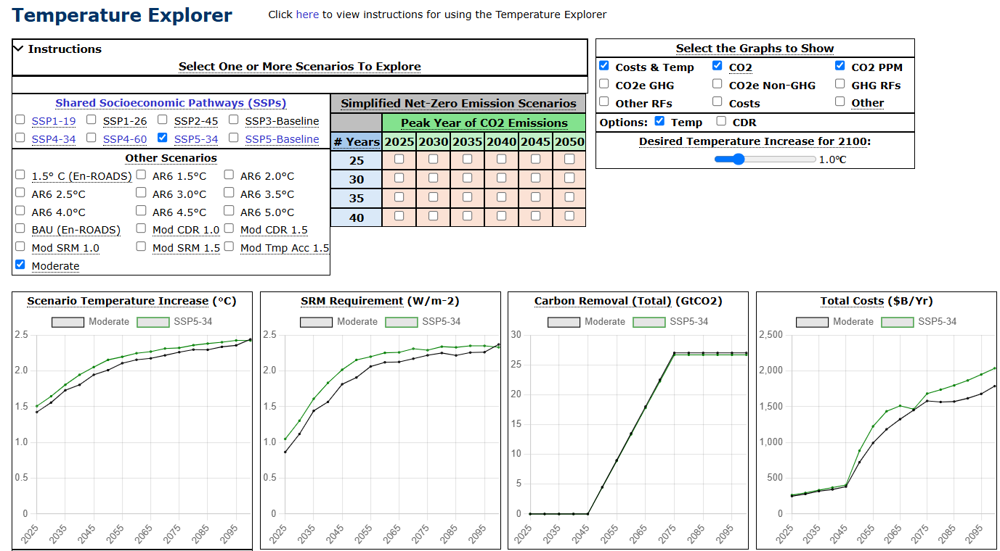 Temperature Explorer
Click here to view instructions for using the Temperature Explorer
Instructions
Select One or More Scenarios To Explore
Shared Socioeconomic Pathways (SSPs)
SSP1-19 SSP1-26 SSP2-45 SSP3-Baseline
SSP4-34 SSP4-60 SSP5-34 SSP5-Baseline
Other Scenarios
1.5° C (En-ROADS) AR6 1.5°C AR6 2.0°C
AR6 2.5°C AR6 3.0°C AR6 3.5°C
AR6 4.0°C AR6 4.5°C AR6 5.0°C
BAU (En-ROADS) Mod CDR 1.0 Mod CDR 1.5
Mod SRM 1.0 Mod SRM 1.5 Mod Tmp Acc 1.5
Moderate
Simplified Net-Zero Emission Scenarios
Peak Year of CO2 Emissions
# Years 2025 2030 2035 2040 2045 2050
25
30
35
40
Select the Graphs to Show
Costs & Temp CO2 CO2 PPM
CO2e GHG CO2e Non-GHG GHG RFs
Other RFs Costs Other
Options: Temp CDR
Desired Temperature Increase for 2100:
1.0℃
Scenario Temperature Increase (°C)
Moderate SSP5-34
2.5
2.0
1.5
1.0
0.5
0
2025 2035 2045 2055 2065 2075 2085 2095
SRM Requirement (W/m-2)
Moderate SSP5-34
2.5
2.0
1.5
1.0
0.5
0
2025 2035 2045 2055 2065 2075 2085 2095
Carbon Removal (Total) (GtCO2)
Moderate SSP5-34
30
25
20
15
10
5
0
2025 2035 2045 2055 2065 2075 2085 2095
Total Costs ($B/Yr)
Moderate SSP5-34
2,500
2,000
1,500
1,000
500
0
2025 2035 2045 2055 2065 2075 2085 2095